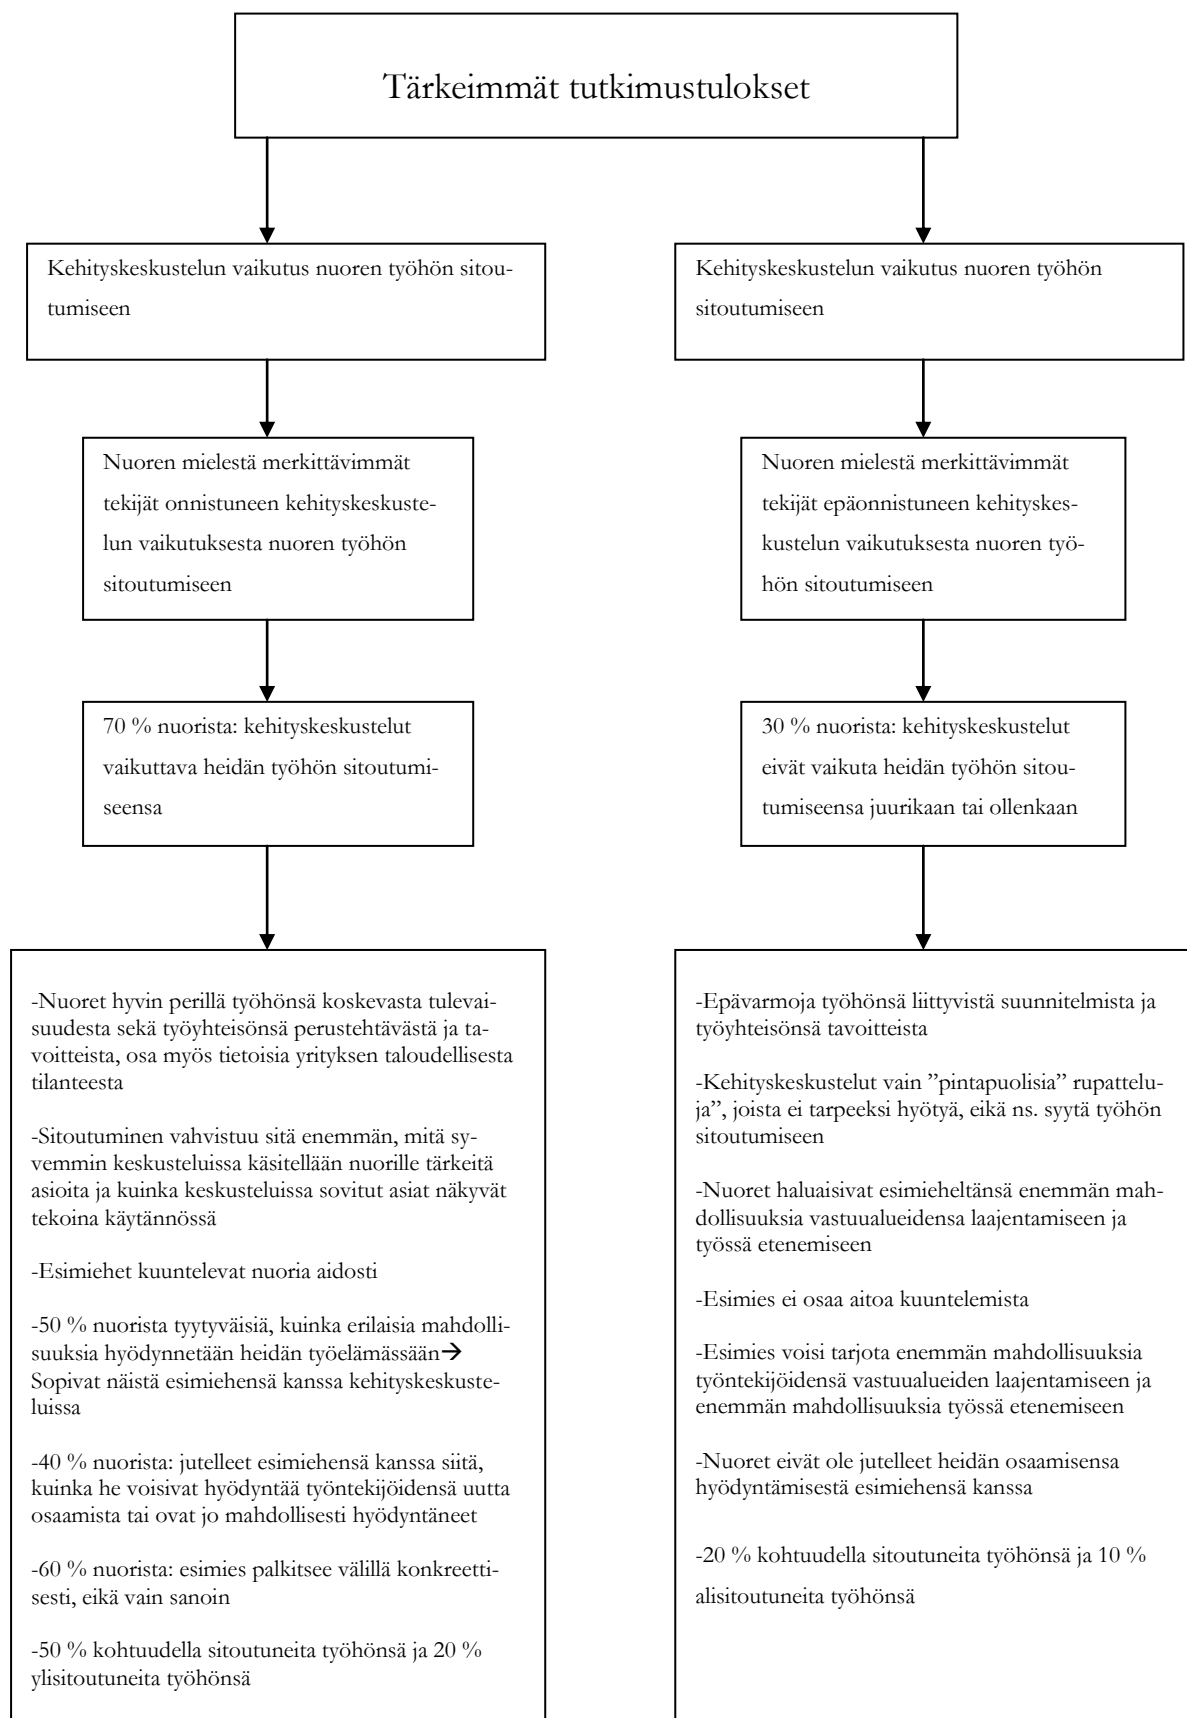 Tärkeimmät tutkimustulokset
Kehityskeskustelun vaikutus nuoren työhön sitou-
tumiseen
Nuoren mielestä merkittävimmät
tekijät onnistuneen kehityskeskuste-
lun vaikutuksesta nuoren työhön
sitoutumiseen
70 % nuorista: kehityskeskustelut
vaikuttava heidän työhön sitoutumi-
seensa
-Nuoret hyvin perillä työhönsä koskevasta tulevai-
suudesta sekä työyhteisönsä perustehtävästä ja ta-
voitteista, osa myös tietoisia yrityksen taloudellisesta
tilanteesta
-Sitoutuminen vahvistuu sitä enemmän, mitä sy-
vemmin keskusteluissa käsitellään nuorille tärkeitä
asioita ja kuinka keskusteluissa sovitut asiat näkyvät
tekoina käytännössä
-Esimiehet kuuntelevat nuoria aidosti
-50 % nuorista tyytyväisiä, kuinka erilaisia mahdolli-
suuksia hyödynnetään heidän työelämässään→
Sopivat näistä esimiehensä kanssa kehityskeskuste-
luissa
-40 % nuorista: jutelleet esimiehensä kanssa siitä,
kuinka he voisivat hyödyntää työntekijöidensä uutta
osaamista tai ovat jo mahdollisesti hyödyntäneet
-60 % nuorista: esimies palkitsee välillä konkreetti-
sesti, eikä vain sanoin
-50 % kohtuudella sitoutuneita työhönsä ja 20 %
ylisitoutuneita työhönsä
Kehityskeskustelun vaikutus nuoren työhön
sitoutumiseen
Nuoren mielestä merkittävimmät
tekijät epäonnistuneen kehityskes-
kustelun vaikutuksesta nuoren työ-
hön sitoutumiseen
30 % nuorista: kehityskeskustelut
eivät vaikuta heidän työhön sitou-
tumiseensa juurikaan tai ollenkaan
-Epävarmoja työhönsä liittyvistä suunnitelmista ja
työyhteisönsä tavoitteista
-Kehityskeskustelut vain ”pintapuolisia” rupattelu-
ja”, joista ei tarpeeksi hyötyä, eikä ns. syytä työhön
sitoutumiseen
-Nuoret haluaisivat esimieheltänsä enemmän mah-
dollisuuksia vastuualueidensa laajentamiseen ja
työssä etenemiseen
-Esimies ei osaa aitoa kuuntelemista
-Esimies voisi tarjota enemmän mahdollisuuksia
työntekijöidensä vastuualueiden laajentamiseen ja
enemmän mahdollisuuksia työssä etenemiseen
-Nuoret eivät ole jutelleet heidän osaamisensa
hyödyntämisestä esimiehensä kanssa
-20 % kohtuudella sitoutuneita työhönsä ja 10 %
alisitoutuneita työhönsä